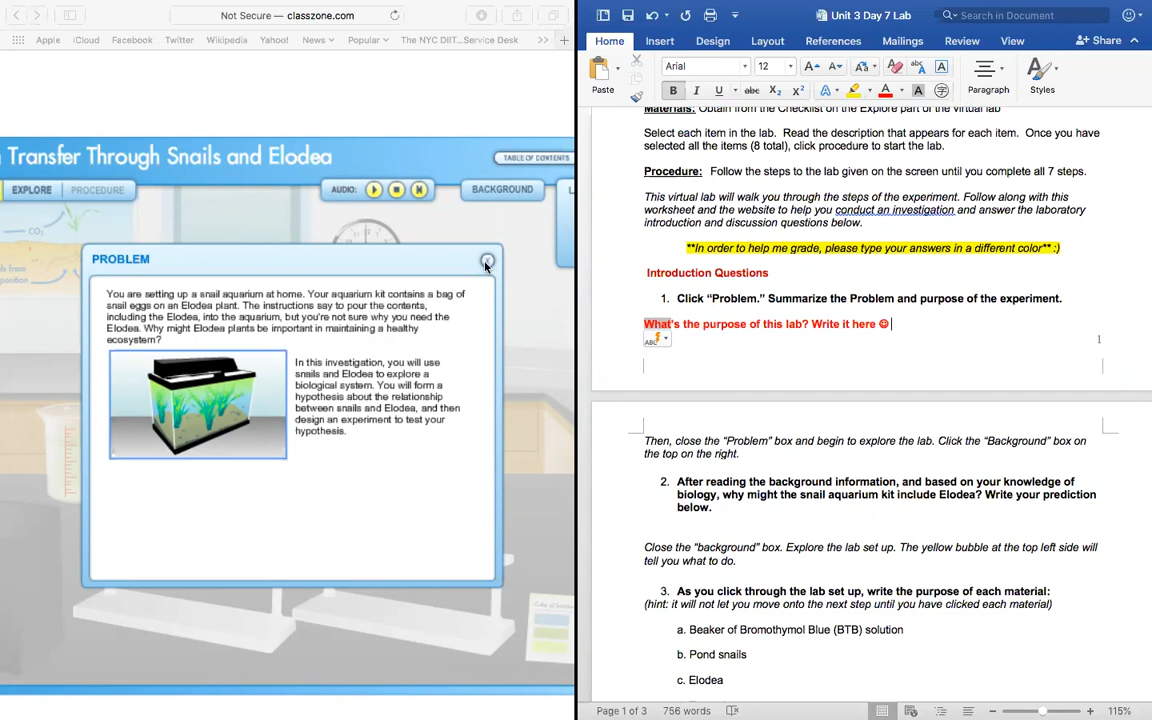 Not Secure — classzone.com
Apple iCloud Facebook Twitter Wikipedia Yahoo! News Popular The NYC DIIT...Service Desk
Transfer Through Snails and Elodea
TABLE OF CONTENTS
EXPLORE PROCEDURE AUDIO: BACKGROUND
CO₂
PROBLEM
You are setting up a snail aquarium at home. Your aquarium kit contains a bag of
snail eggs on an Elodea plant. The instructions say to pour the contents,
including the Elodea, into the aquarium, but you're not sure why you need the
Elodea. Why might Elodea plants be important in maintaining a healthy
ecosystem?
In this investigation, you will use
snails and Elodea to explore a
biological system. You will form a
hypothesis about the relationship
between snails and Elodea, and then
design an experiment to test your
hypothesis.
Unit 3 Day 7 Lab
Search in Document
Home Insert Design Layout References Mailings Review View Share
Paste
Arial 12
Paragraph Styles
Materials: Obtain from the Checklist on the Explore part of the virtual lab
Select each item in the lab. Read the description that appears for each item. Once you have
selected all the items (8 total), click procedure to start the lab.
Procedure: Follow the steps to the lab given on the screen until you complete all 7 steps.
This virtual lab will walk you through the steps of the experiment. Follow along with this
worksheet and the website to help you conduct an investigation and answer the laboratory
introduction and discussion questions below.
**In order to help me grade, please type your answers in a different color** :)
Introduction Questions
1. Click “Problem.” Summarize the Problem and purpose of the experiment.
What's the purpose of this lab? Write it here ☺
1
Then, close the “Problem” box and begin to explore the lab. Click the “Background” box on
the top on the right.
2. After reading the background information, and based on your knowledge of
biology, why might the snail aquarium kit include Elodea? Write your prediction
below.
Close the “background” box. Explore the lab set up. The yellow bubble at the top left side will
tell you what to do.
3. As you click through the lab set up, write the purpose of each material:
(hint: it will not let you move onto the next step until you have clicked each material)
a. Beaker of Bromothymol Blue (BTB) solution
b. Pond snails
c. Elodea
Page 1 of 3 756 words 115%